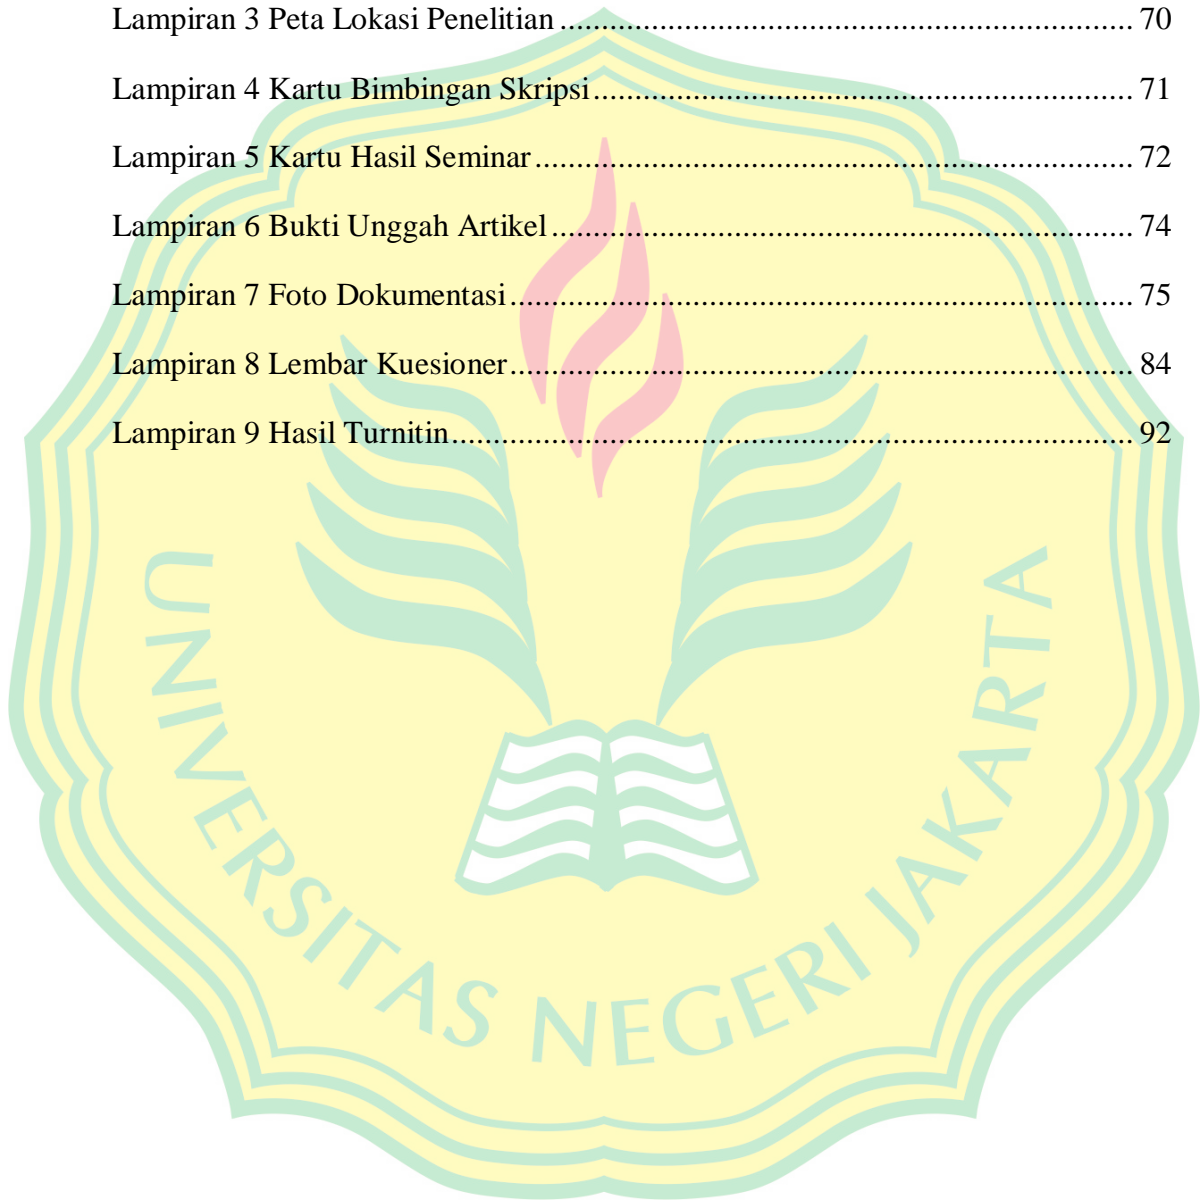 Lampiran 3 Peta Lokasi Penelitian ........................................................................ 70
Lampiran 4 Kartu Bimbingan Skripsi.................................................................... 71
Lampiran 5 Kartu Hasil Seminar........................................................................... 72
Lampiran 6 Bukti Unggah Artikel......................................................................... 74
Lampiran 7 Foto Dokumentasi.............................................................................. 75
Lampiran 8 Lembar Kuesioner.............................................................................. 84
Lampiran 9 Hasil Turnitin..................................................................................... 92
UNIVERSITAS NEGERI JAKARTA